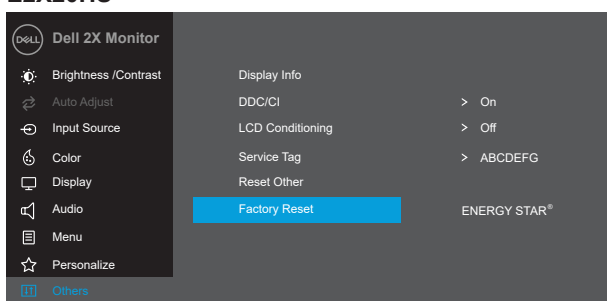 DELL Dell 2X Monitor
Brightness /Contrast Display Info
Auto Adjust DDC/CI > On
Input Source LCD Conditioning > Off
Color Service Tag > ABCDEFG
Display Reset Other
Audio Factory Reset ENERGY STAR®
Menu
Personalize
Others